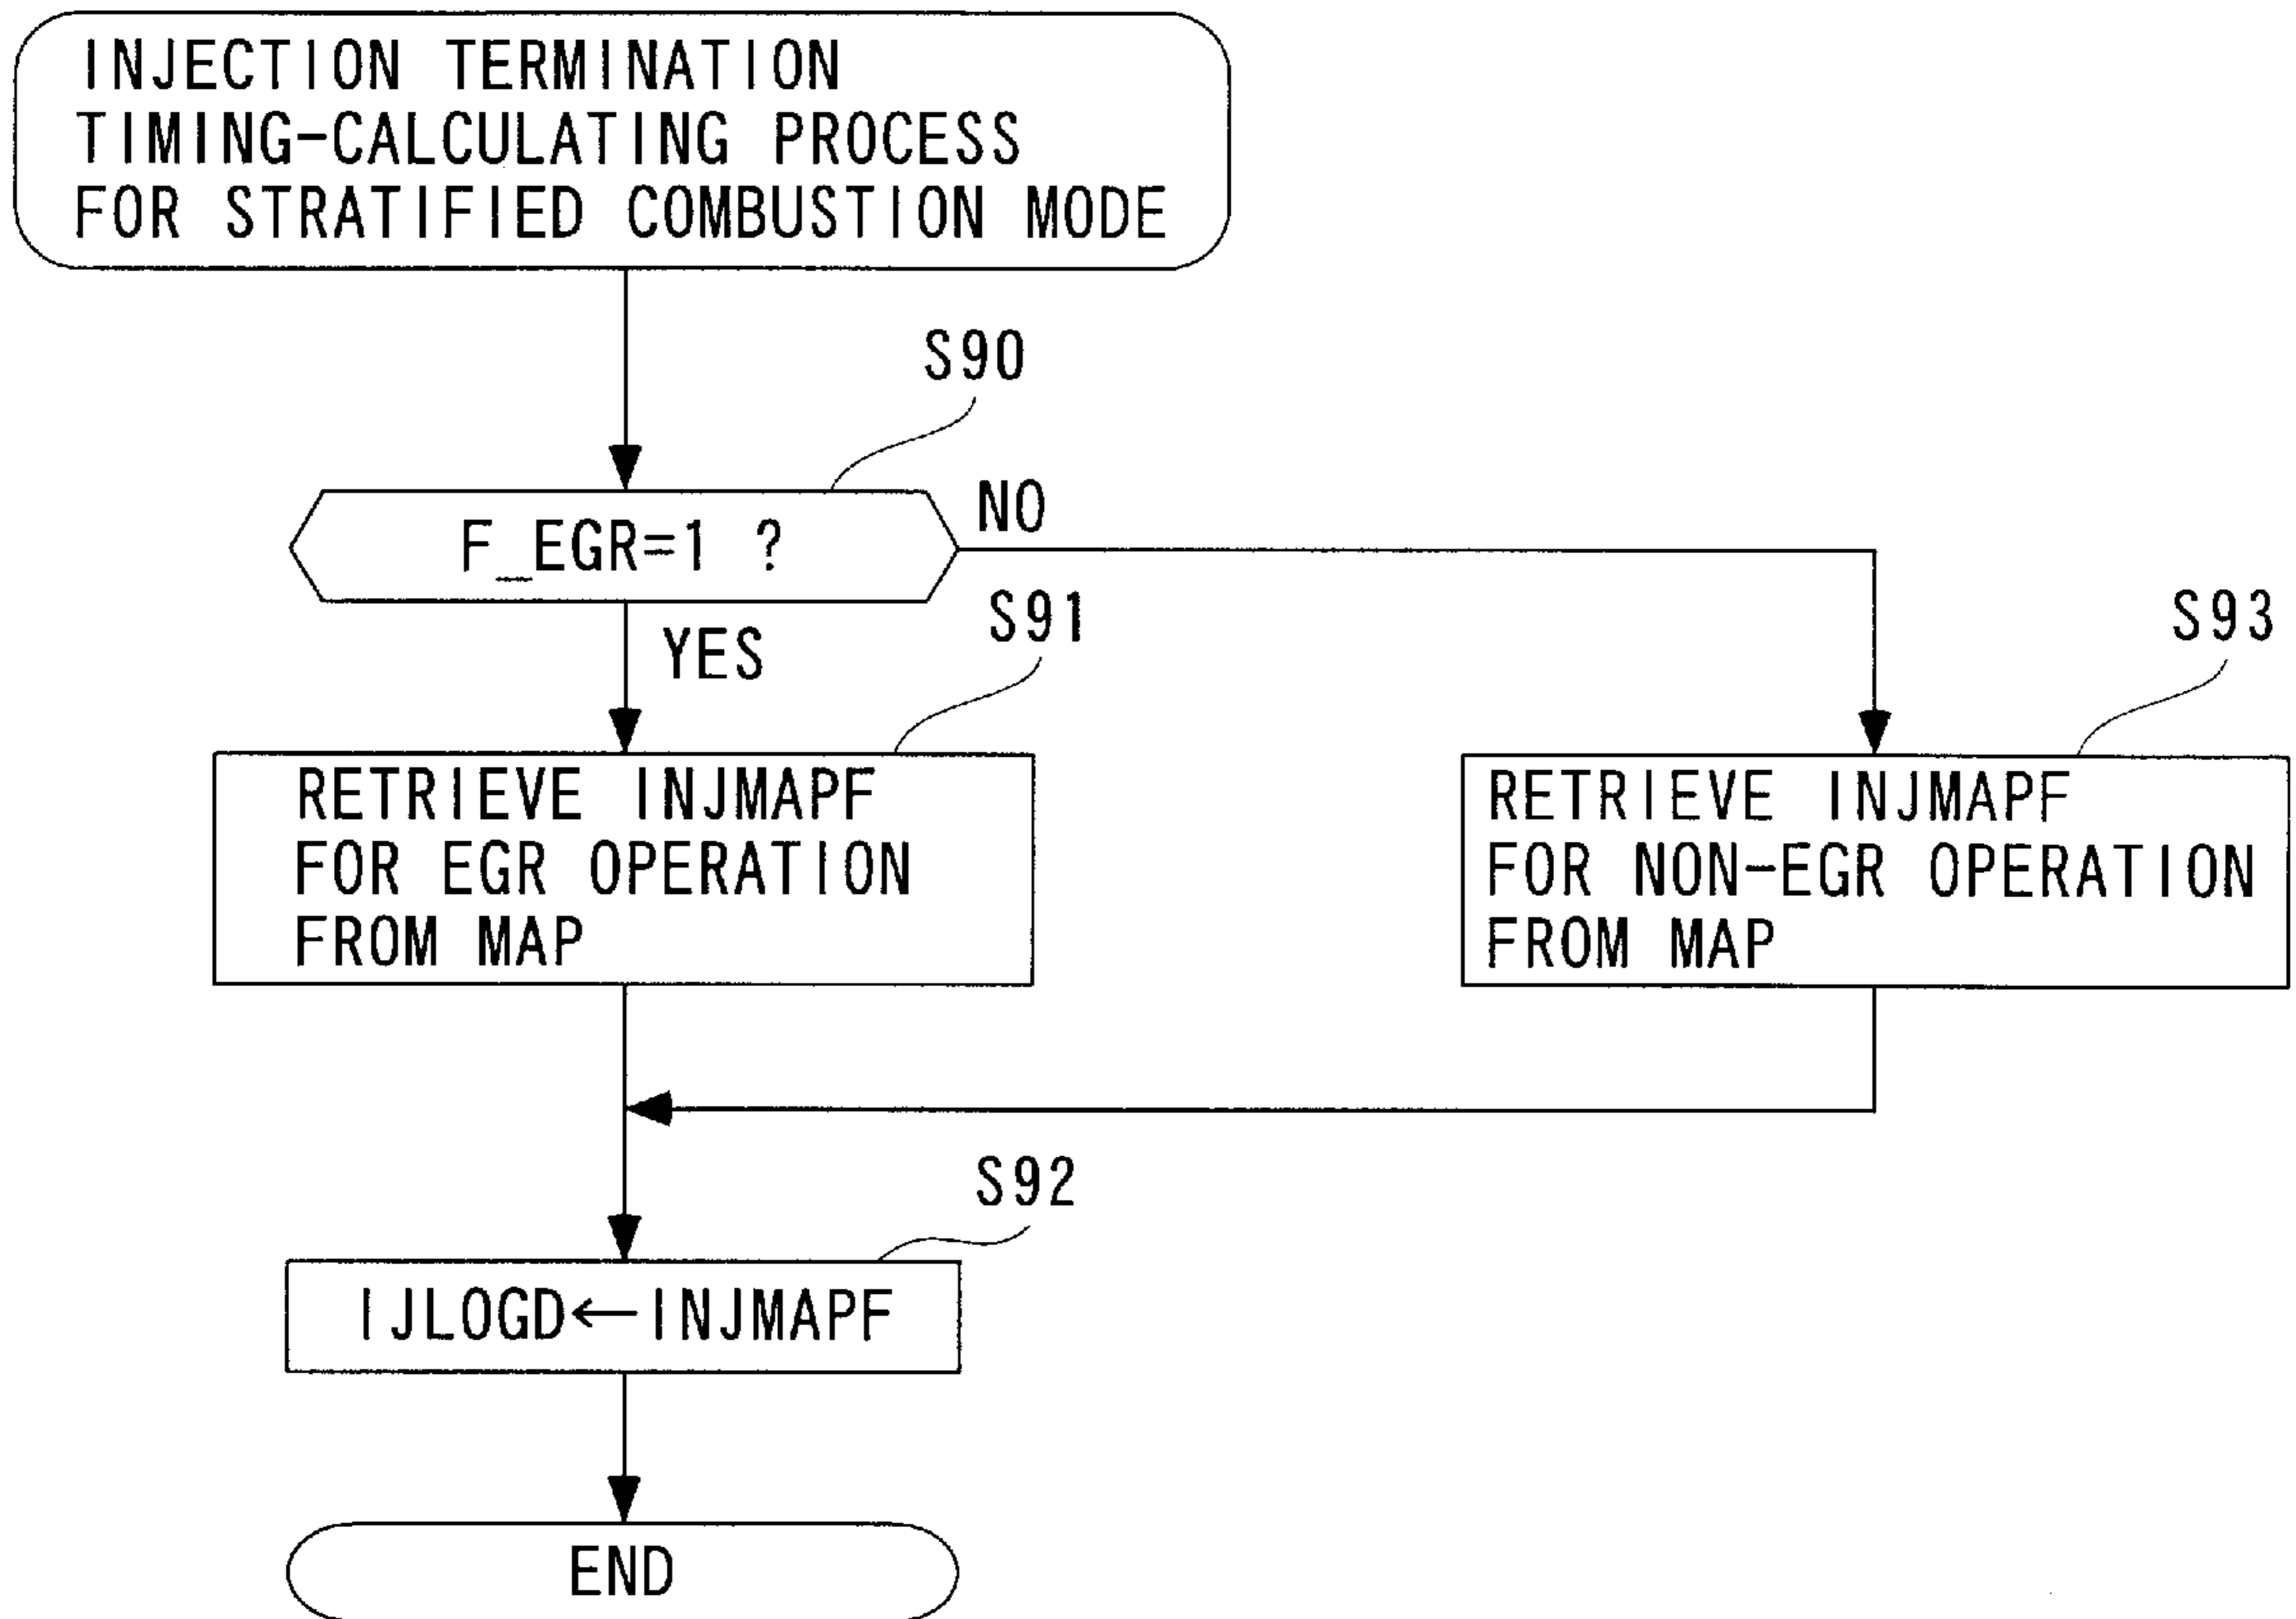 INJECTION TERMINATION
TIMING-CALCULATING PROCESS
FOR STRATIFIED COMBUSTION MODE
S90
F_EGR=1 ?
NO
YES
S91
RETRIEVE INJMAPF
FOR EGR OPERATION
FROM MAP
S93
RETRIEVE INJMAPF
FOR NON-EGR OPERATION
FROM MAP
S92
IJLOGD←INJMAPF
END